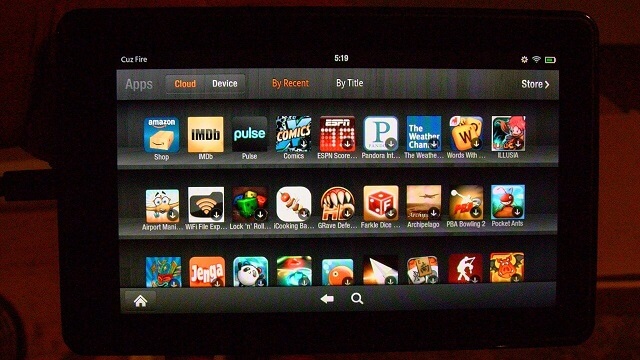 Cuz Fire 5:19
Apps Cloud Device By Recent By Title Store >
amazon IMDb pulse COMICS ESPN P The Weather Chan W
Shop IMDb Pulse Comics ESPN Score... Pandora Int... The Weathe... Words With ... ILLUSIA
Airport Mani... WiFi File Exp... Lock 'n' Roll... iCooking Ba... GRave Defe... Farkle Dice ... Archipelago PBA Bowling 2 Pocket Ants
Jenga